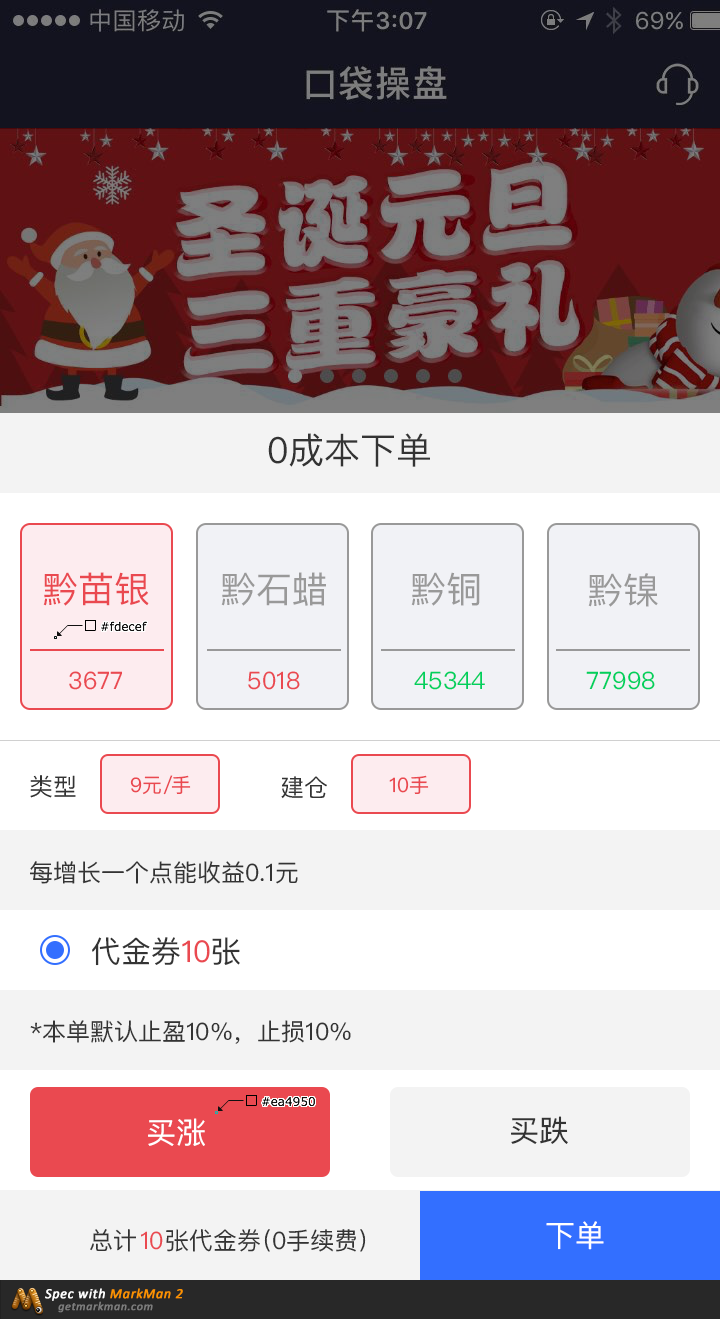 中国移动 下午3:07 69%
口袋操盘
圣诞元旦
三重豪礼
0成本下单
黔苗银 黔石蜡 黔铜 黔镍
#fdecef
3677 5018 45344 77998
类型 9元/手 建仓 10手
每增长一个点能收益0.1元
代金券10张
*本单默认止盈10%，止损10%
#ea4950
买涨 买跌
总计10张代金券(0手续费) 下单
Spec with MarkMan 2
getmarkman.com